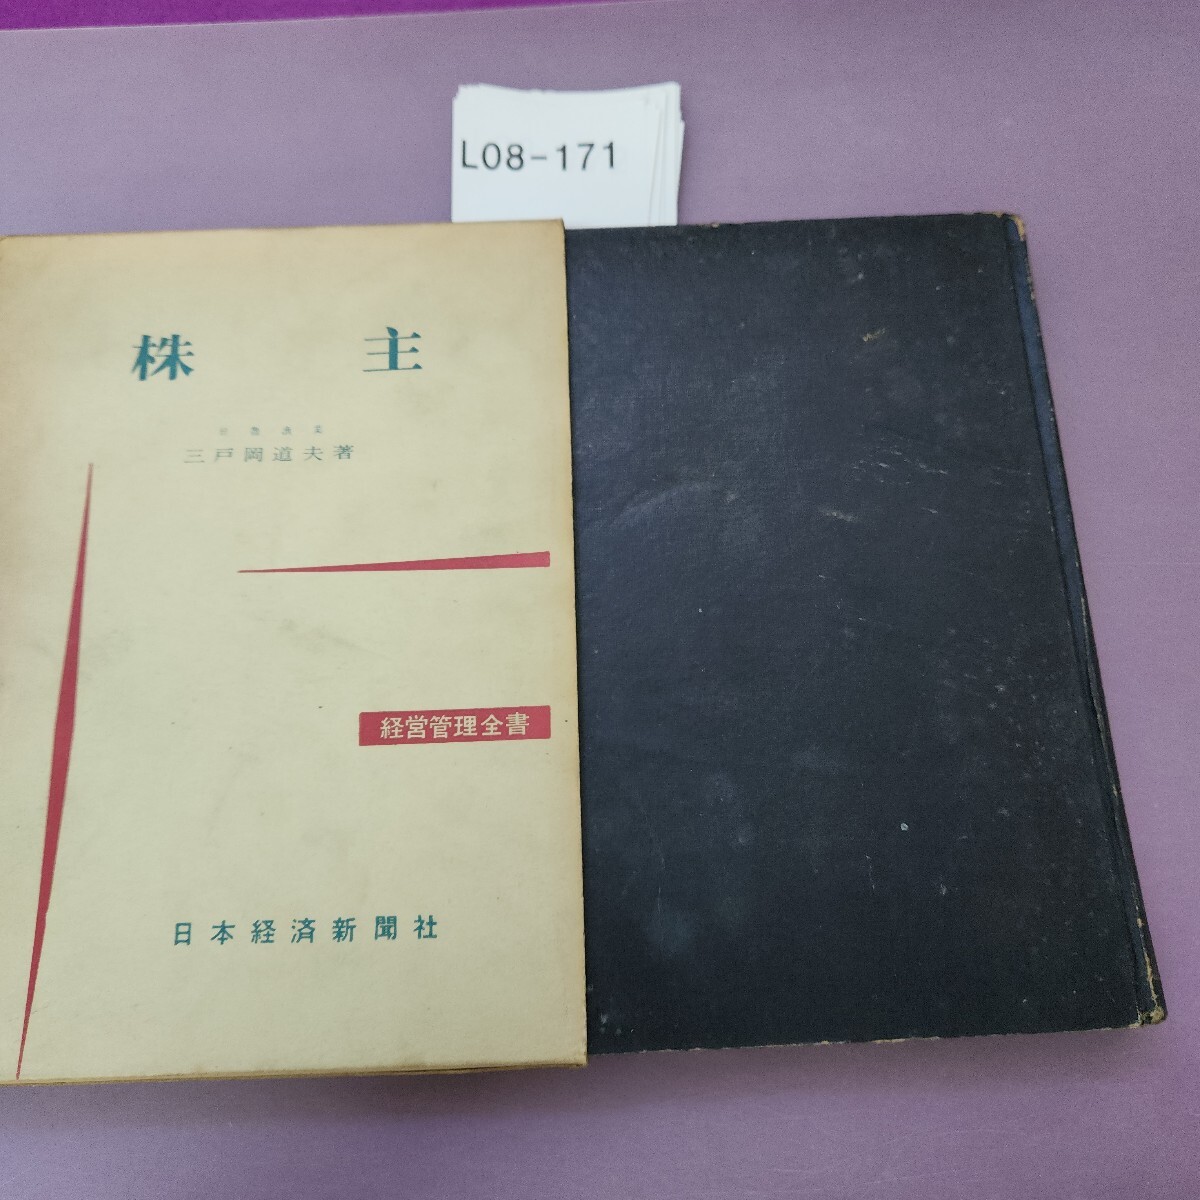 L08-171
株主
三戸岡道夫著
経営管理全書
日本経済新聞社